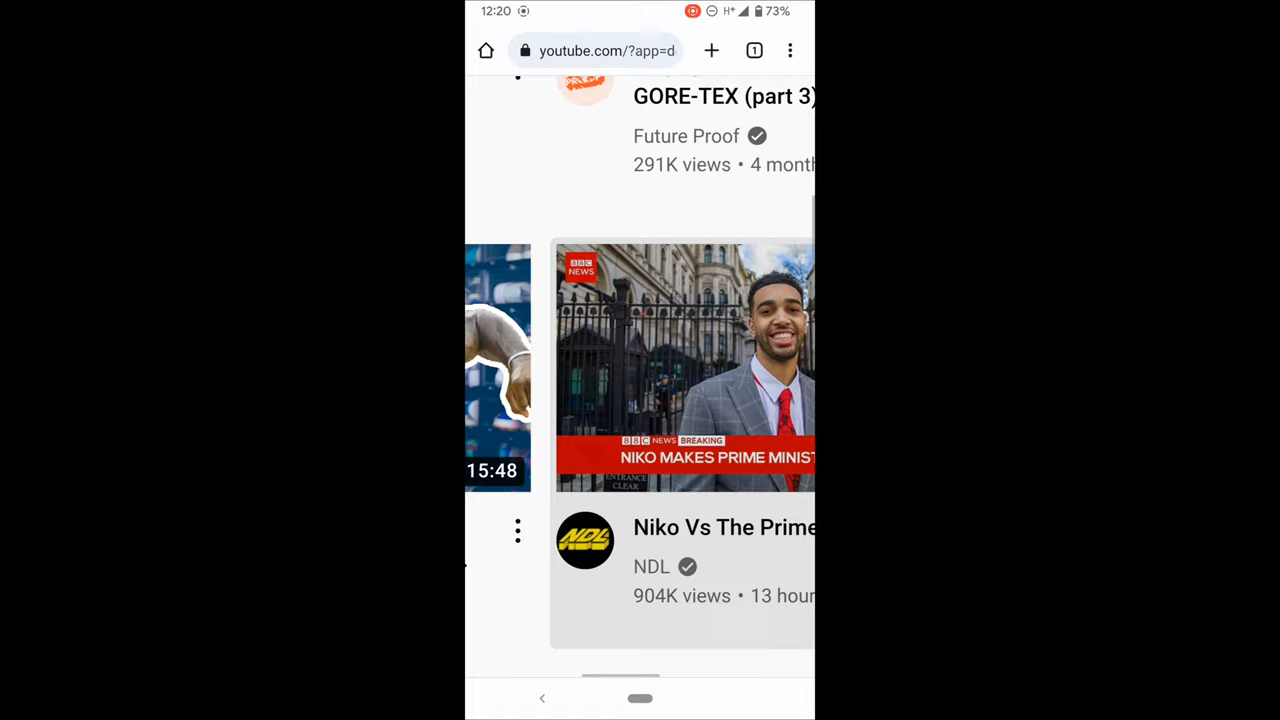 12:20
H+
73%
youtube.com/?app=d
1
GORE-TEX (part 3)
Future Proof
291K views • 4 month
BBC
NEWS
BBC NEWS BREAKING
NIKO MAKES PRIME MINIST
ENTRANCE
CLEAR
15:48
NDL
Niko Vs The Prime
NDL
904K views • 13 hour